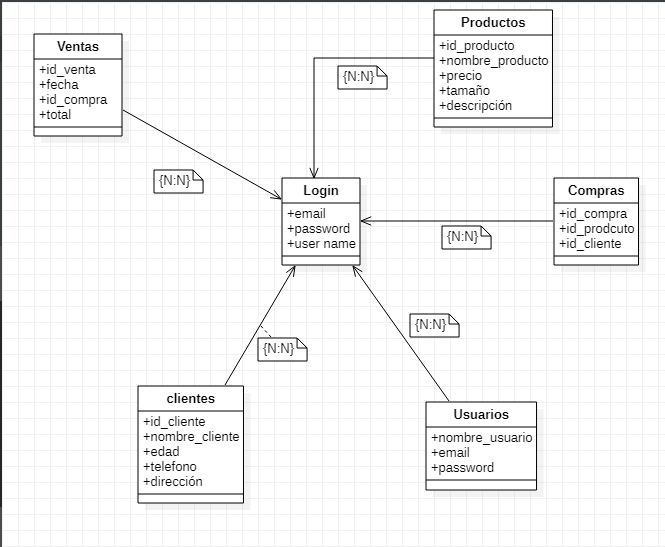 Productos
+id_producto
+nombre_producto
+precio
+tamaño
+descripción
Ventas
+id_venta
+fecha
+id_compra
+total
{N:N}
{N:N}
Login
+email
+password
+user name
Compras
+id_compra
+id_prodcuto
+id_cliente
{N:N}
{N:N}
{N:N}
clientes
+id_cliente
+nombre_cliente
+edad
+telefono
+dirección
Usuarios
+nombre_usuario
+email
+password